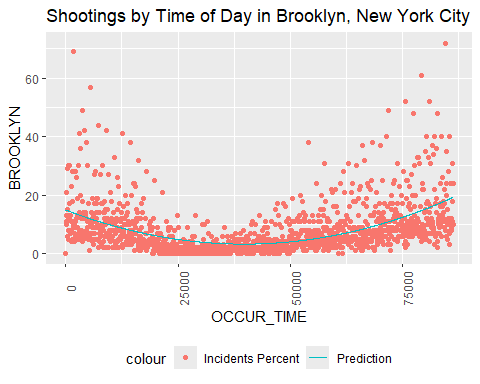 Shootings by Time of Day in Brooklyn, New York City
BROOKLYN
60
40
20
0
0
25000
50000
75000
OCCUR_TIME
colour
Incidents Percent
Prediction